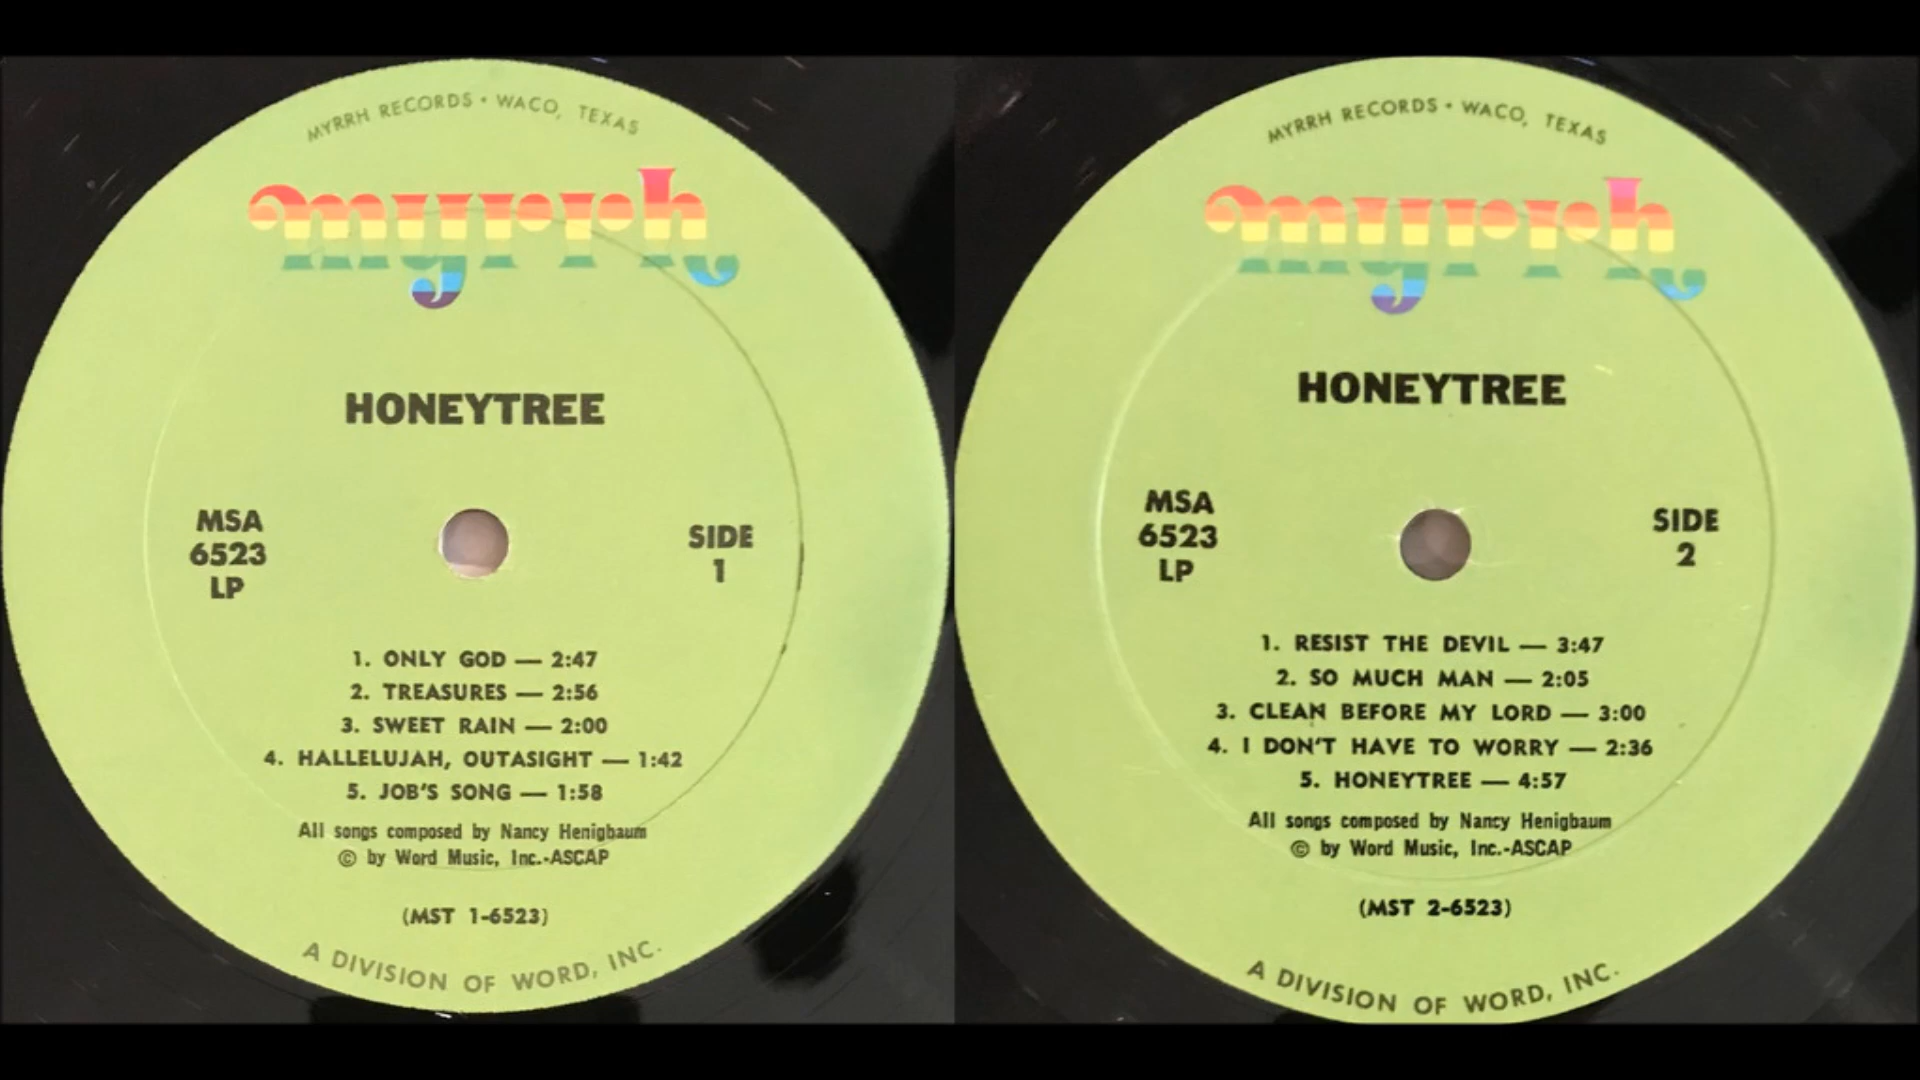 MYRRH RECORDS • WACO, TEXAS
myrrh
HONEYTREE
MSA
6523
LP
SIDE
1
1. ONLY GOD — 2:47
2. TREASURES — 2:56
3. SWEET RAIN — 2:00
4. HALLELUJAH, OUTASIGHT — 1:42
5. JOB'S SONG — 1:58
All songs composed by Nancy Henigbaum
© by Word Music, Inc.-ASCAP
(MST 1-6523)
A DIVISION OF WORD, INC.
MYRRH RECORDS • WACO, TEXAS
myrrh
HONEYTREE
MSA
6523
LP
SIDE
2
1. RESIST THE DEVIL — 3:47
2. SO MUCH MAN — 2:05
3. CLEAN BEFORE MY LORD — 3:00
4. I DON'T HAVE TO WORRY — 2:36
5. HONEYTREE — 4:57
All songs composed by Nancy Henigbaum
© by Word Music, Inc.-ASCAP
(MST 2-6523)
A DIVISION OF WORD, INC.